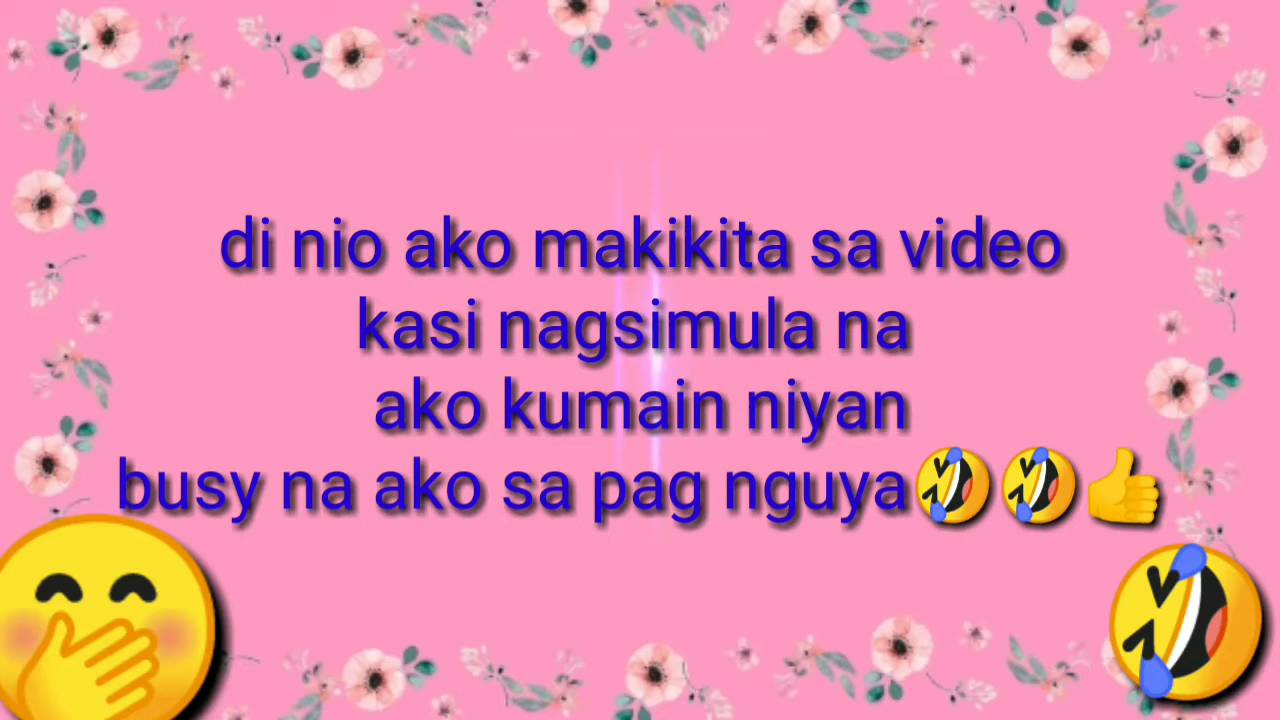 di nio ako makikita sa video
kasi nagsimula na
ako kumain niyan
busy na ako sa pag nguya🤣🤣👍